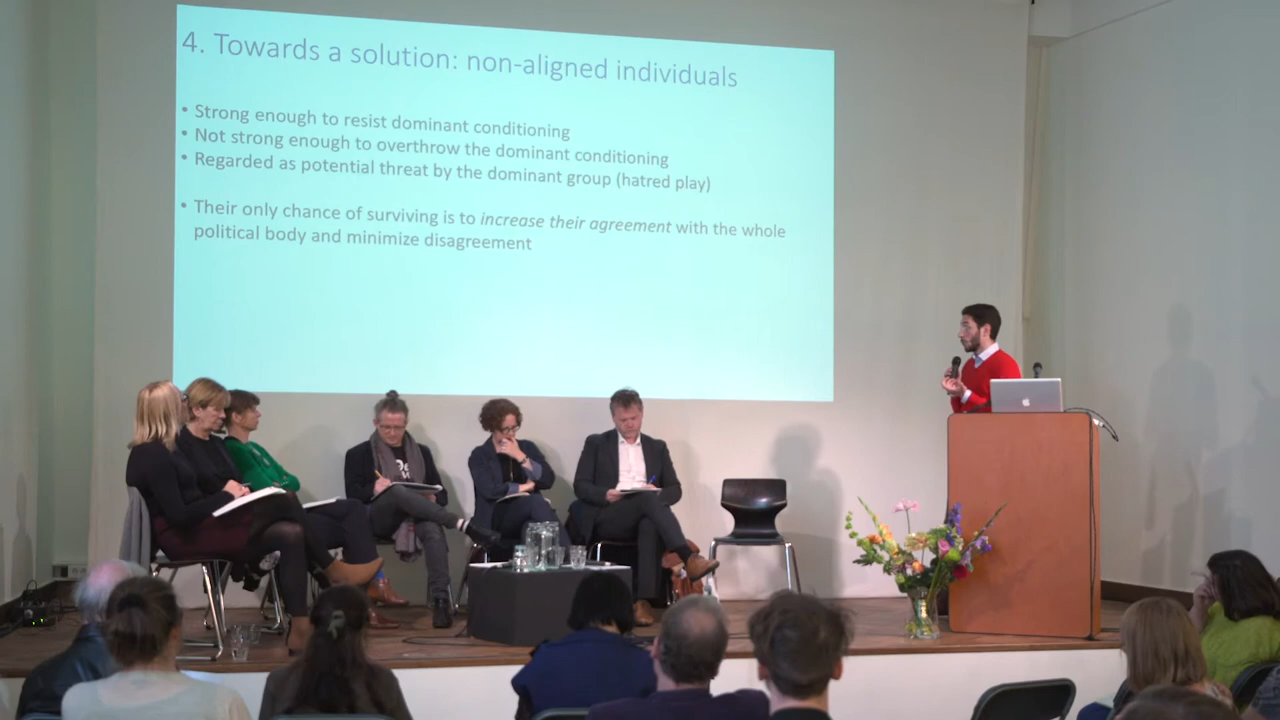 4. Towards a solution: non-aligned individuals
• Strong enough to resist dominant conditioning
• Not strong enough to overthrow the dominant conditioning
• Regarded as potential threat by the dominant group (hatred play)
• Their only chance of surviving is to increase their agreement with the whole
political body and minimize disagreement